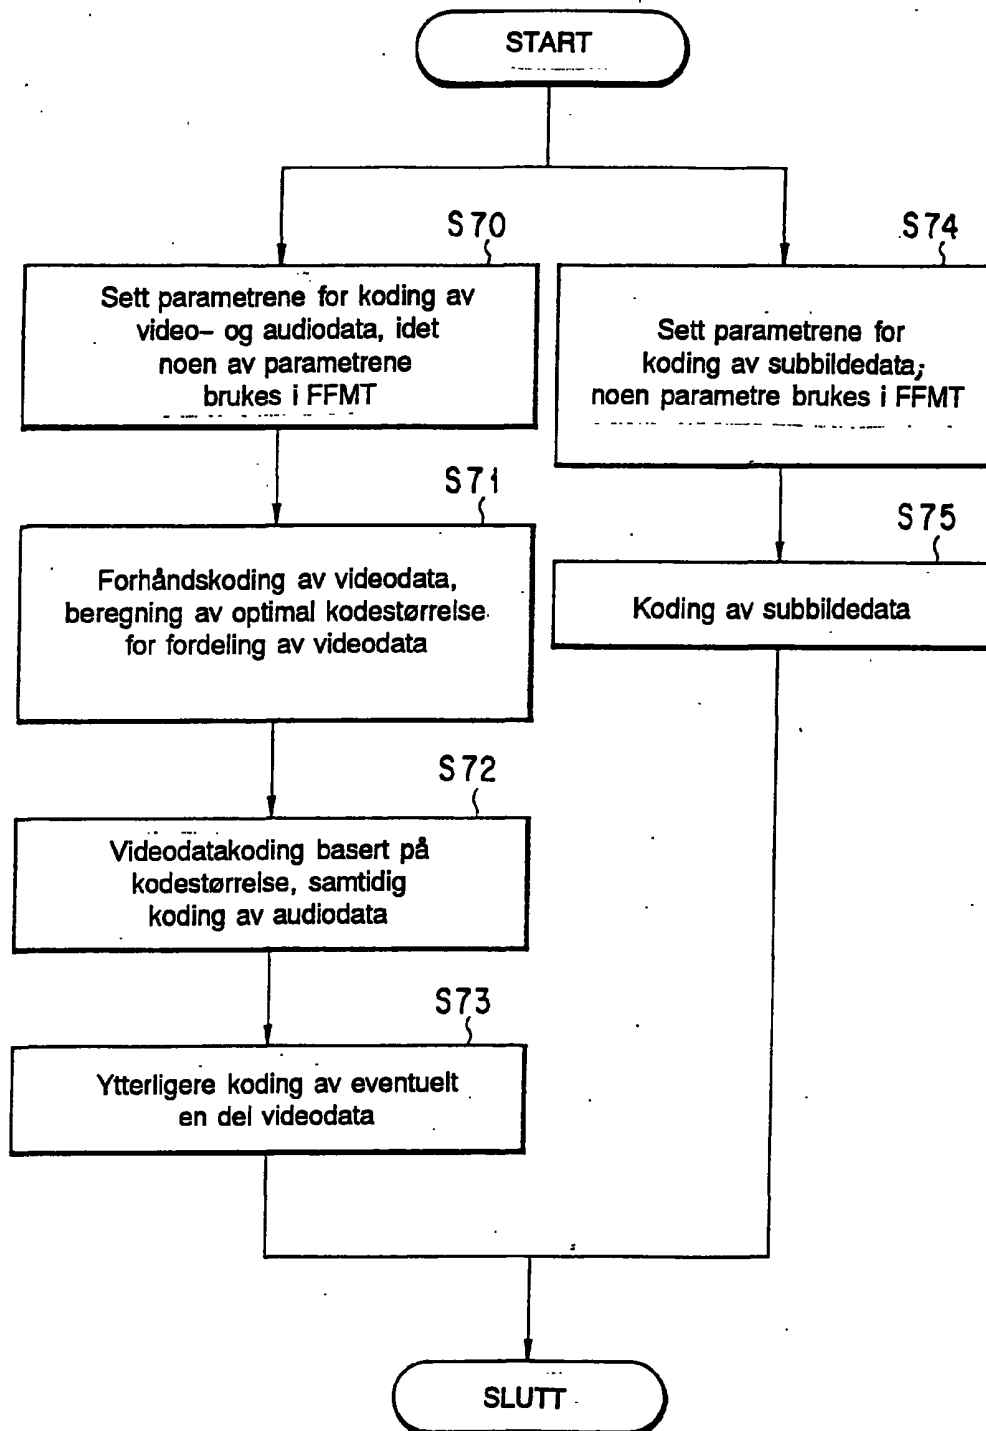 START
S70
Sett parametrene for koding av
video- og audiodata, idet
noen av parametrene
brukes i FFMT
S71
Forhåndskoding av videodata,
beregning av optimal kodestørrelse
for fordeling av videodata
S72
Videodatakoding basert på
kodestørrelse, samtidig
koding av audiodata
S73
Ytterligere koding av eventuelt
en del videodata
S74
Sett parametrene for
koding av subbildedata;
noen parametre brukes i FFMT
S75
Koding av subbildedata
SLUTT